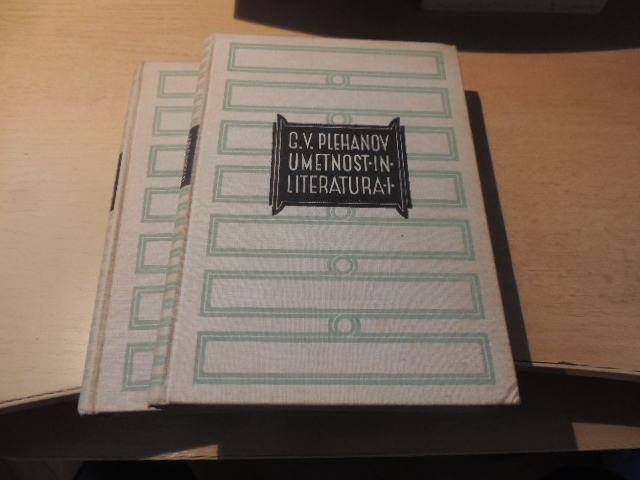 G.V. PLEHANOV
UMETNOST·IN·
LITERATURA·I·